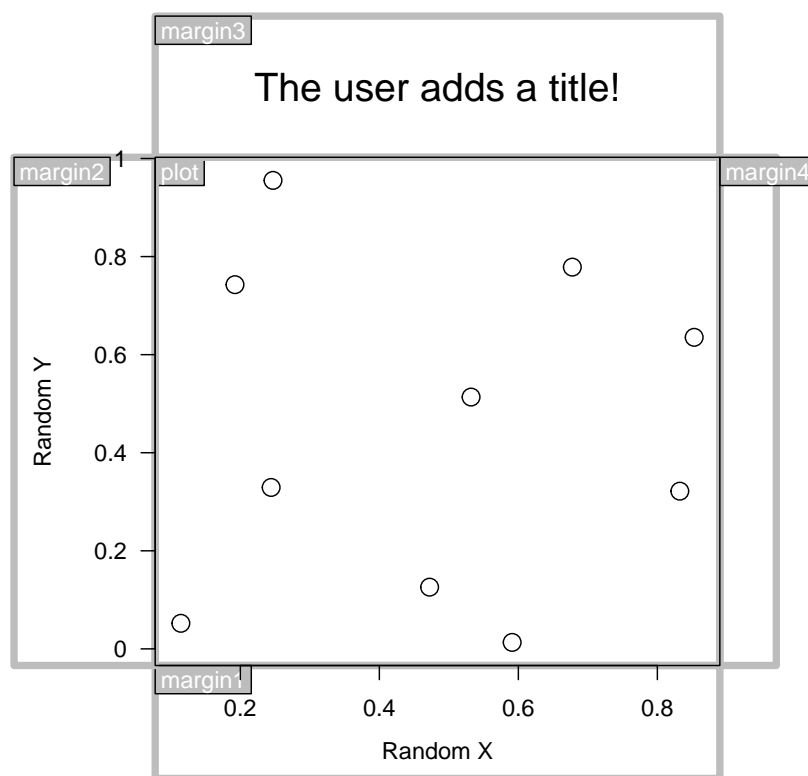 margin3
The user adds a title!
margin2
1
plot
margin4
0.8
0.6
Random Y
0.4
0.2
0
margin1
0.2
0.4
0.6
0.8
Random X